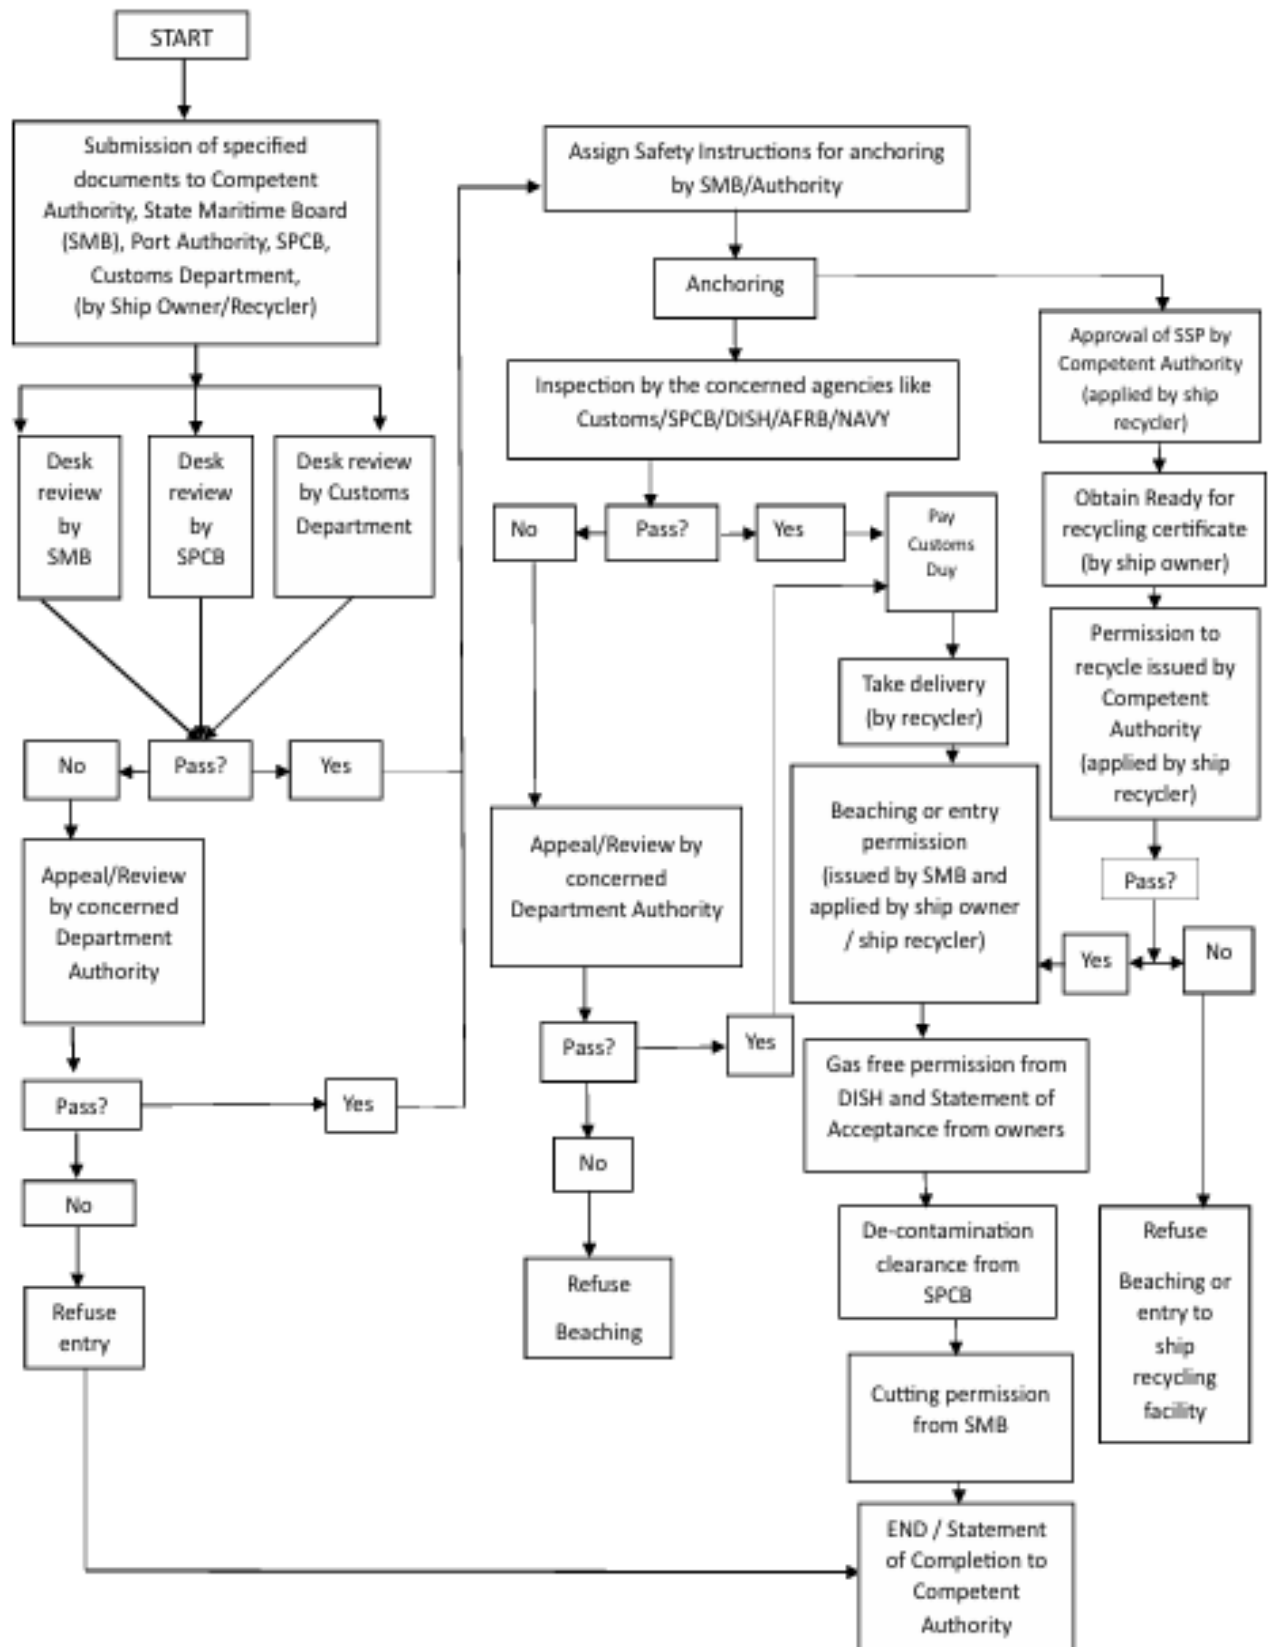 START
Submission of specified
documents to Competent
Authority, State Maritime Board
(SMB), Port Authority, SPCB,
Customs Department,
(by Ship Owner/Recycler)
Desk
review
by
SMB
Desk
review
by
SPCB
Desk review
by Customs
Department
No
Pass?
Yes
Appeal/Review
by concerned
Department
Authority
Pass?
Yes
No
Refuse
entry
Assign Safety Instructions for anchoring
by SMB/Authority
Anchoring
Inspection by the concerned agencies like
Customs/SPCB/DISH/AFRB/NAVY
No
Pass?
Yes
Pay
Customs
Duy
Appeal/Review by
concerned
Department Authority
Pass?
Yes
No
Refuse
Beaching
Take delivery
(by recycler)
Beaching or entry
permission
(issued by SMB and
applied by ship owner
/ ship recycler)
Gas free permission from
DISH and Statement of
Acceptance from owners
De-contamination
clearance from
SPCB
Cutting permission
from SMB
END / Statement
of Completion to
Competent
Authority
Approval of SSP by
Competent Authority
(applied by ship
recycler)
Obtain Ready for
recycling certificate
(by ship owner)
Permission to
recycle issued by
Competent
Authority
(applied by ship
recycler)
Pass?
Yes
No
Refuse
Beaching or
entry to
ship
recycling
facility